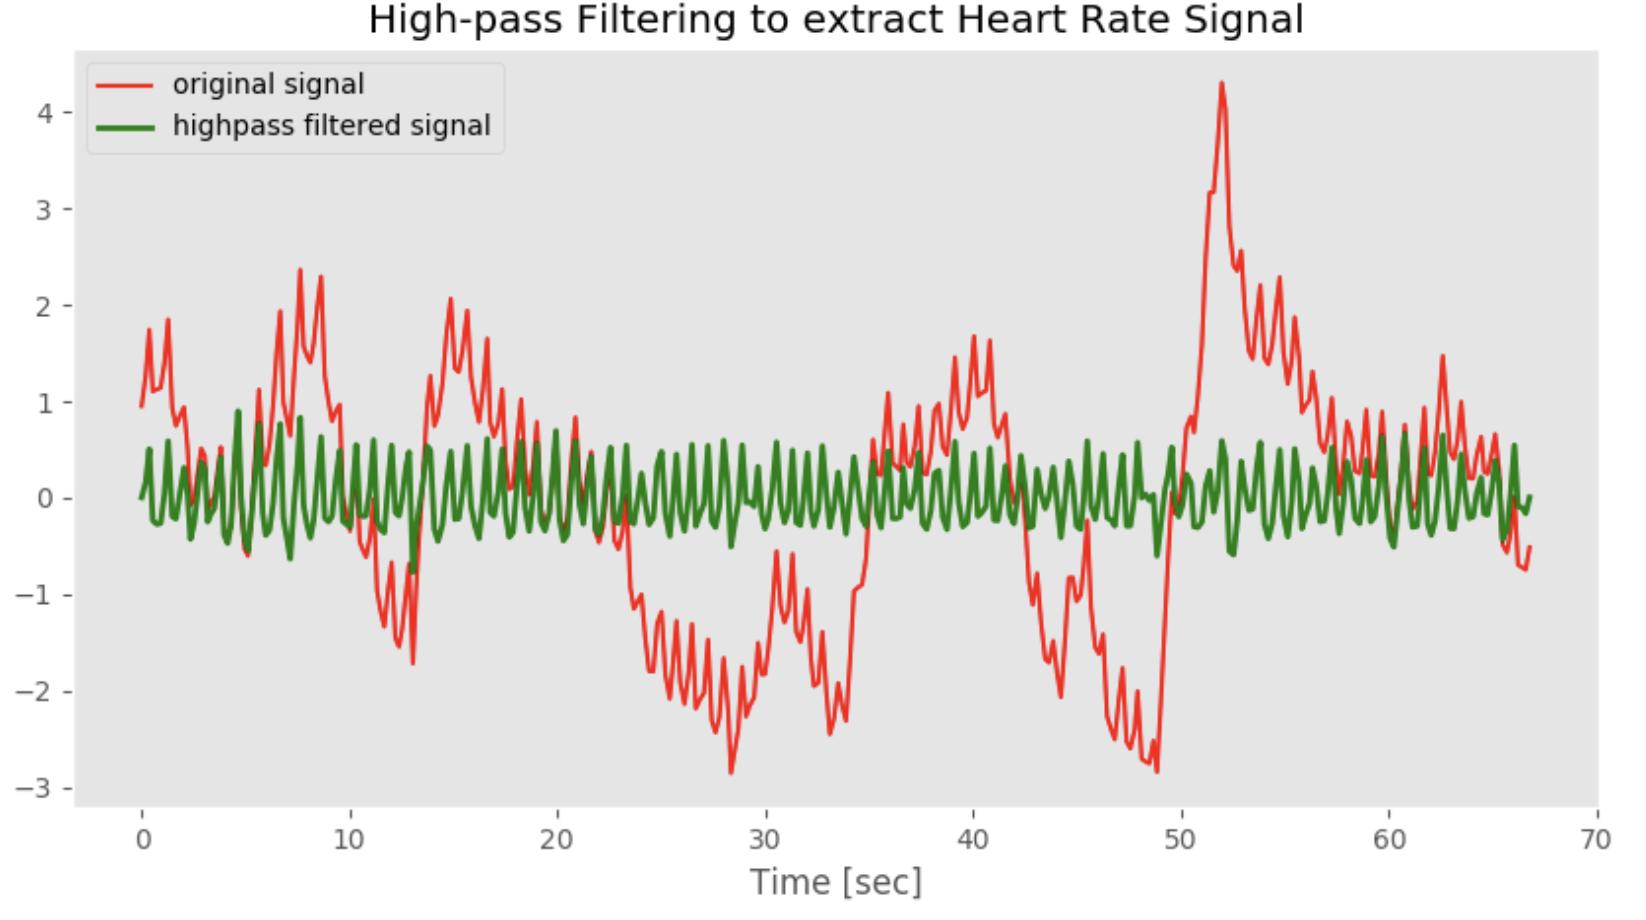 High-pass Filtering to extract Heart Rate Signal
original signal
highpass filtered signal
4
3
2
1
0
−1
−2
−3
0 10 20 30 40 50 60 70
Time [sec]